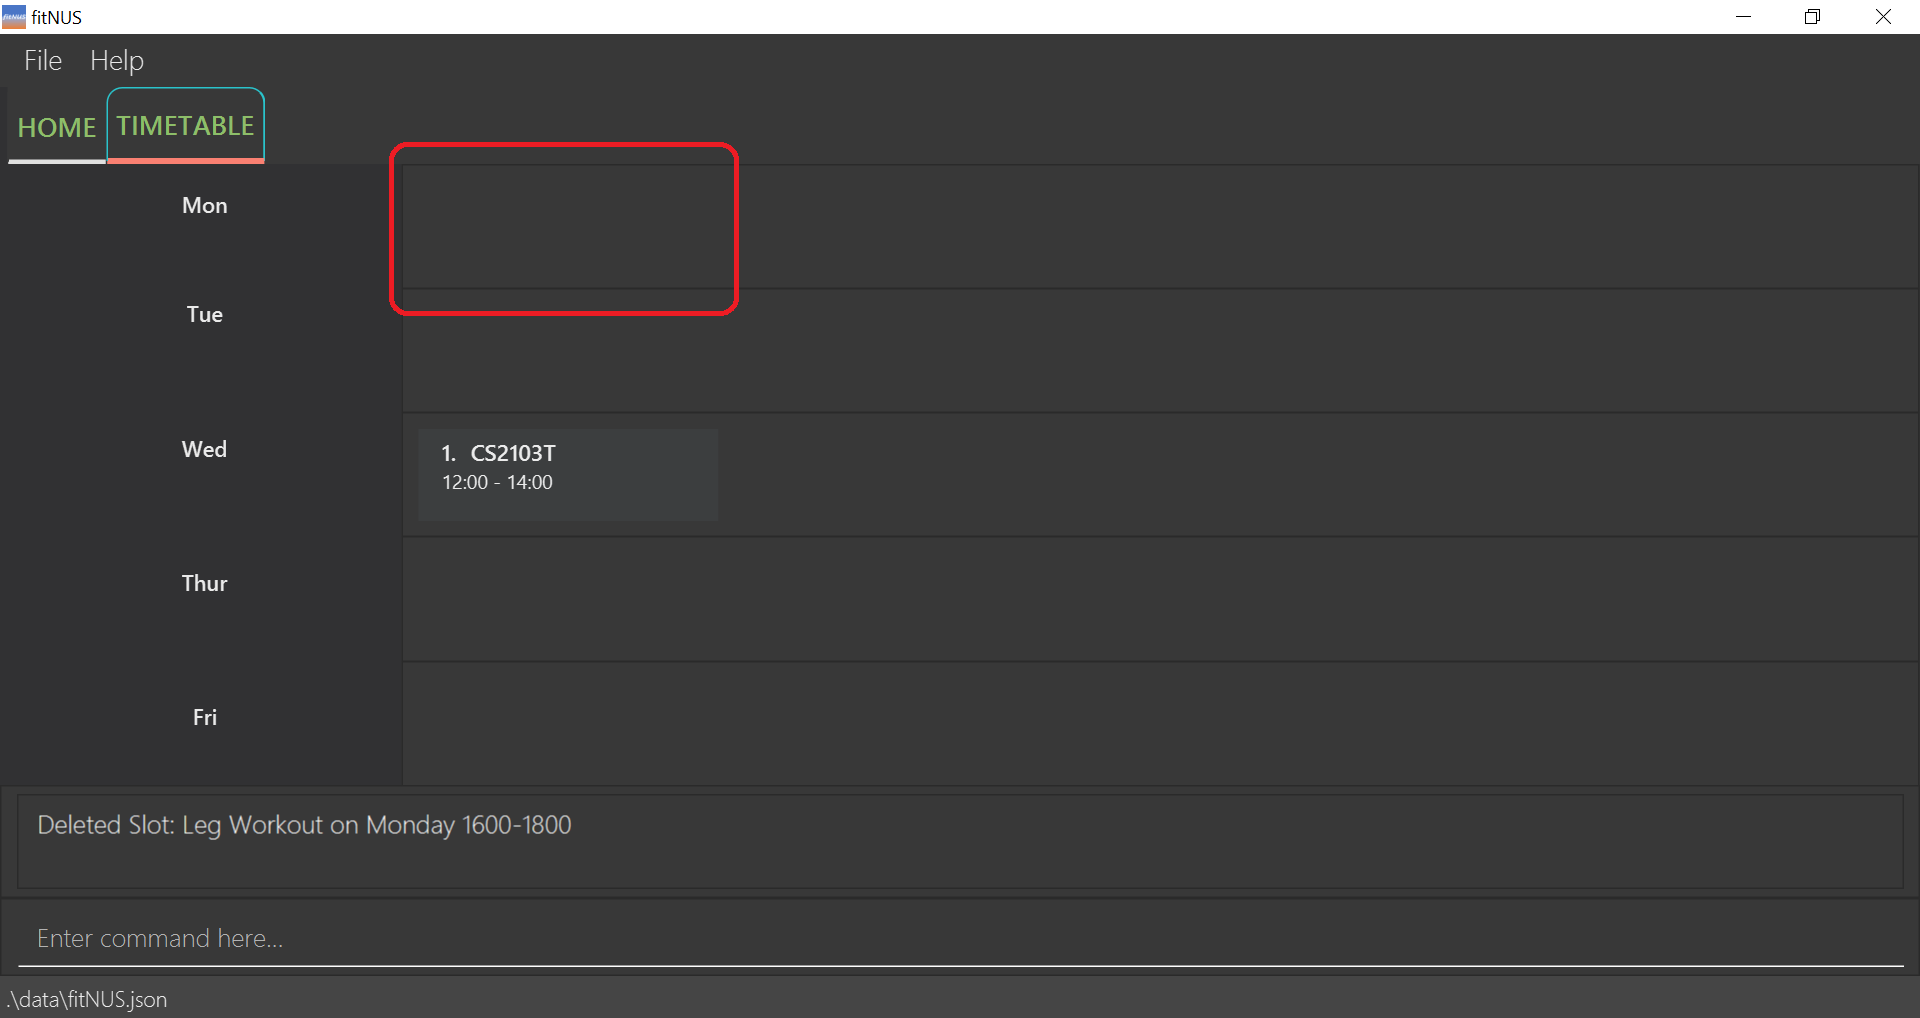 fitNUS
File Help
HOME TIMETABLE
Mon
Tue
Wed
1. CS2103T
12:00 - 14:00
Thur
Fri
Deleted Slot: Leg Workout on Monday 1600-1800
Enter command here...
.\data\fitNUS.json